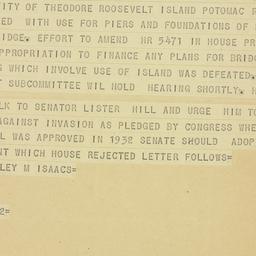 ITY OF THEODORE ROOSEVELT ISLAND POTOMAC R
ED WITH USE FOR PIERS AND FOUNDATIONS OF
IDGE. EFFORT TO AMEND HR 5471 IN HOUSE PR
PPROPRIATION TO FINANCE ANY PLANS FOR BRID
G WHICH INVOLVE USE OF ISLAND WAS DEFEATED.
T SUBCOMMITTEE WIL HOLD HEARING SHORTLY. H
LK TO SENATOR LISTER HILL AND URGE HIM TO
AGAINST INVASION AS PLEDGED BY CONGRESS WHE
L WAS APPROVED IN 1932 SENATE SHOULD ADOP
NT WHICH HOUSE REJECTED LETTER FOLLOWS=
LEY M ISAACS=
2=